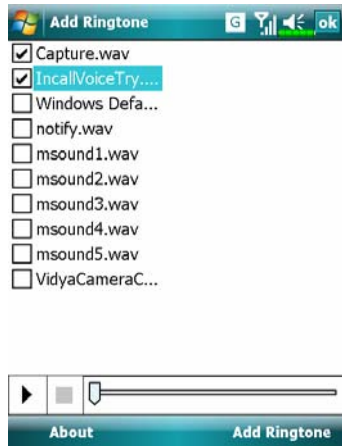 Add Ringtone G ok
Capture.wav
IncallVoiceTry....
Windows Defa...
notify.wav
msound1.wav
msound2.wav
msound3.wav
msound4.wav
msound5.wav
VidyaCameraC...
About Add Ringtone